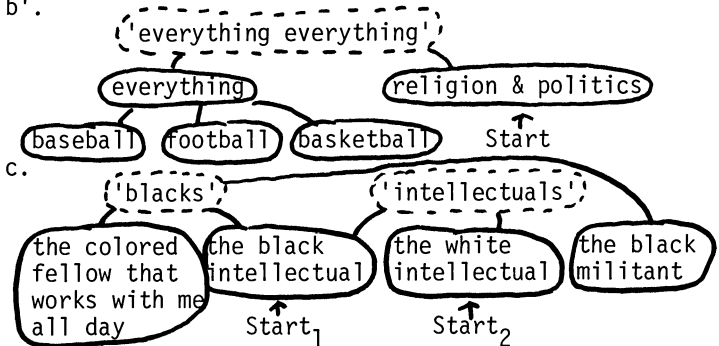 b'.
'everything everything'
everything religion & politics
baseball football basketball Start
c.
'blacks' 'intellectuals'
the colored the black the white the black
fellow that intellectual intellectual militant
works with me
all day Start1 Start2